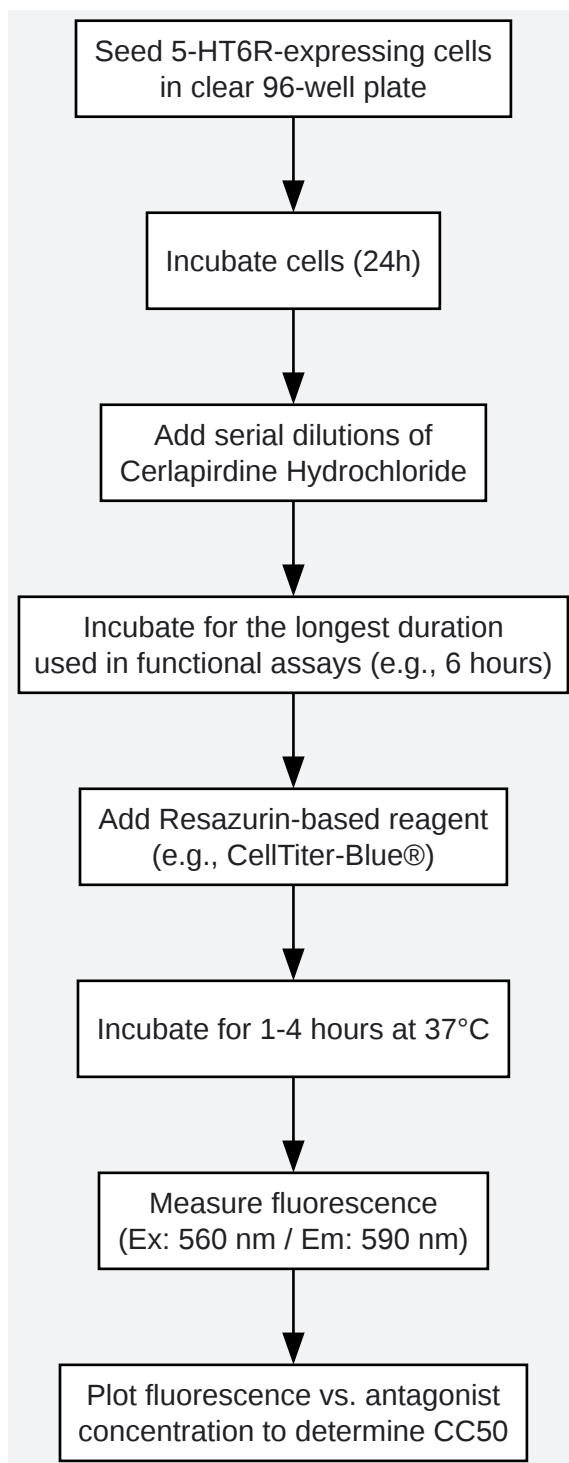 Seed 5-HT6R-expressing cells
in clear 96-well plate
Incubate cells (24h)
Add serial dilutions of
Cerlapirdine Hydrochloride
Incubate for the longest duration
used in functional assays (e.g., 6 hours)
Add Resazurin-based reagent
(e.g., CellTiter-Blue®)
Incubate for 1-4 hours at 37°C
Measure fluorescence
(Ex: 560 nm / Em: 590 nm)
Plot fluorescence vs. antagonist
concentration to determine CC50